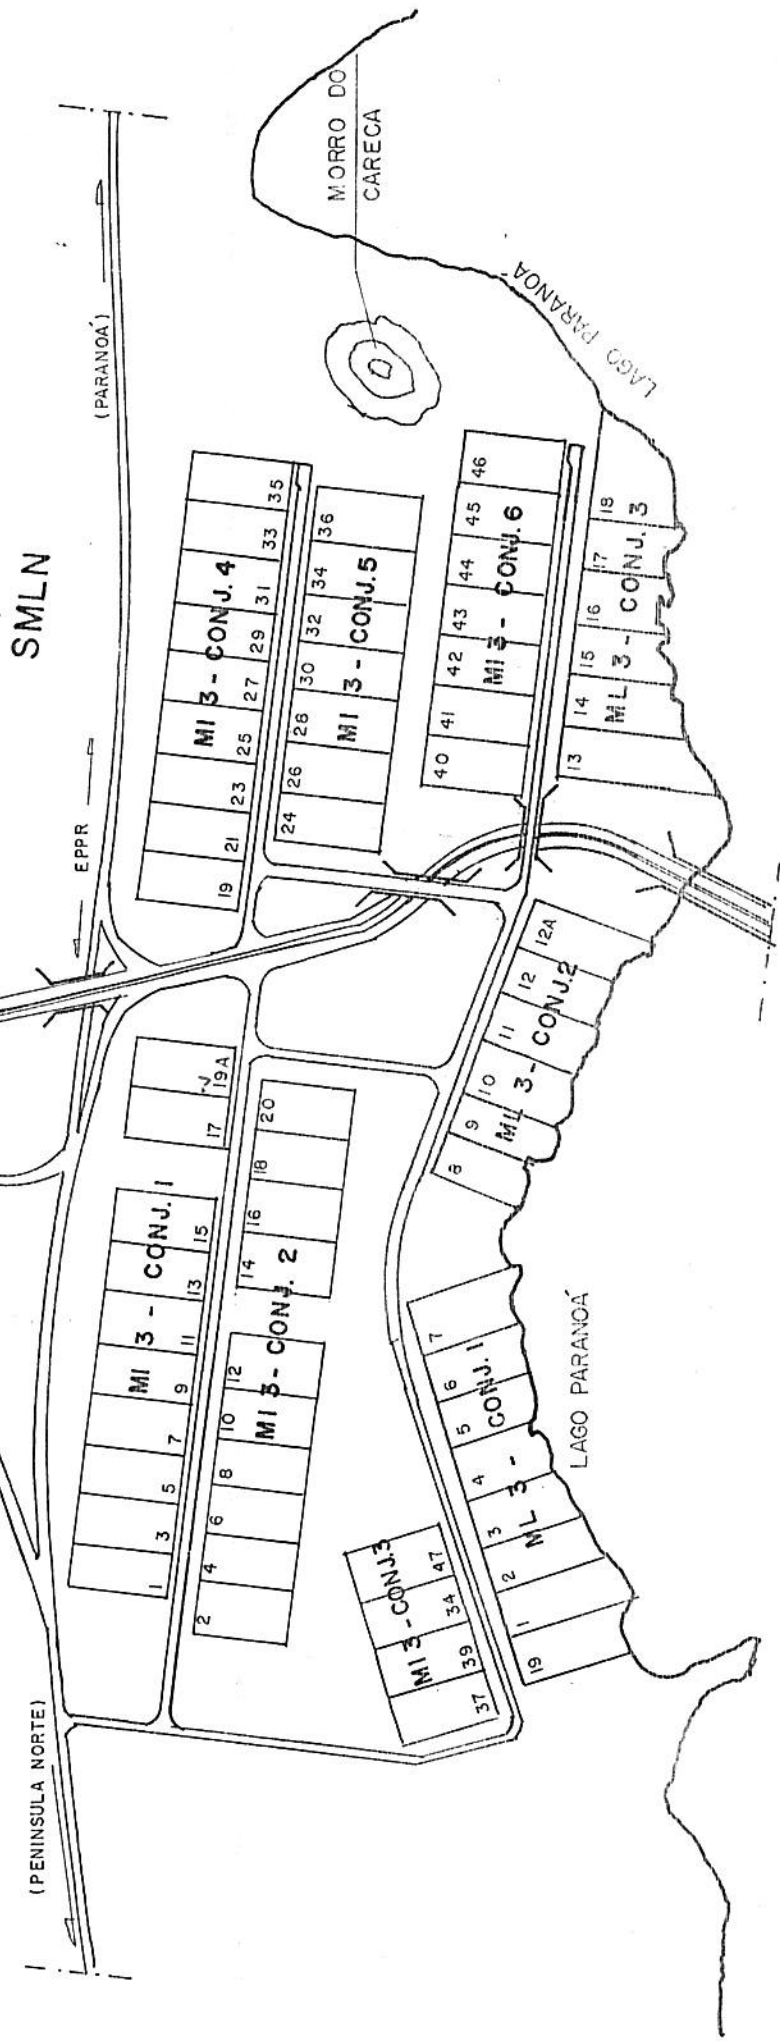 SMLN
(PENINSULA NORTE)
EPPR
(PARANOÁ)
MORRO DO
CARECA
LAGO PARANOÁ
LAGO PARANOÁ
MI 3 - CONJ. 1
1 3 5 7 9 11 13 15 17 19A
MI 3 - CONJ. 2
2 4 6 8 10 12 14 16 18 20
MI 3 - CONJ. 3
37 39 34 47
MI 3 - CONJ. 4
19 21 23 25 27 29 31 33 35
MI 3 - CONJ. 5
24 26 28 30 32 34 36
MI 3 - CONJ. 6
40 41 42 43 44 45 46
ML 3 - CONJ. 1
19 1 2 3 4 5 6 7
ML 3 - CONJ. 2
8 9 10 11 12 12A
ML 3 - CONJ. 3
13 14 15 16 17 18